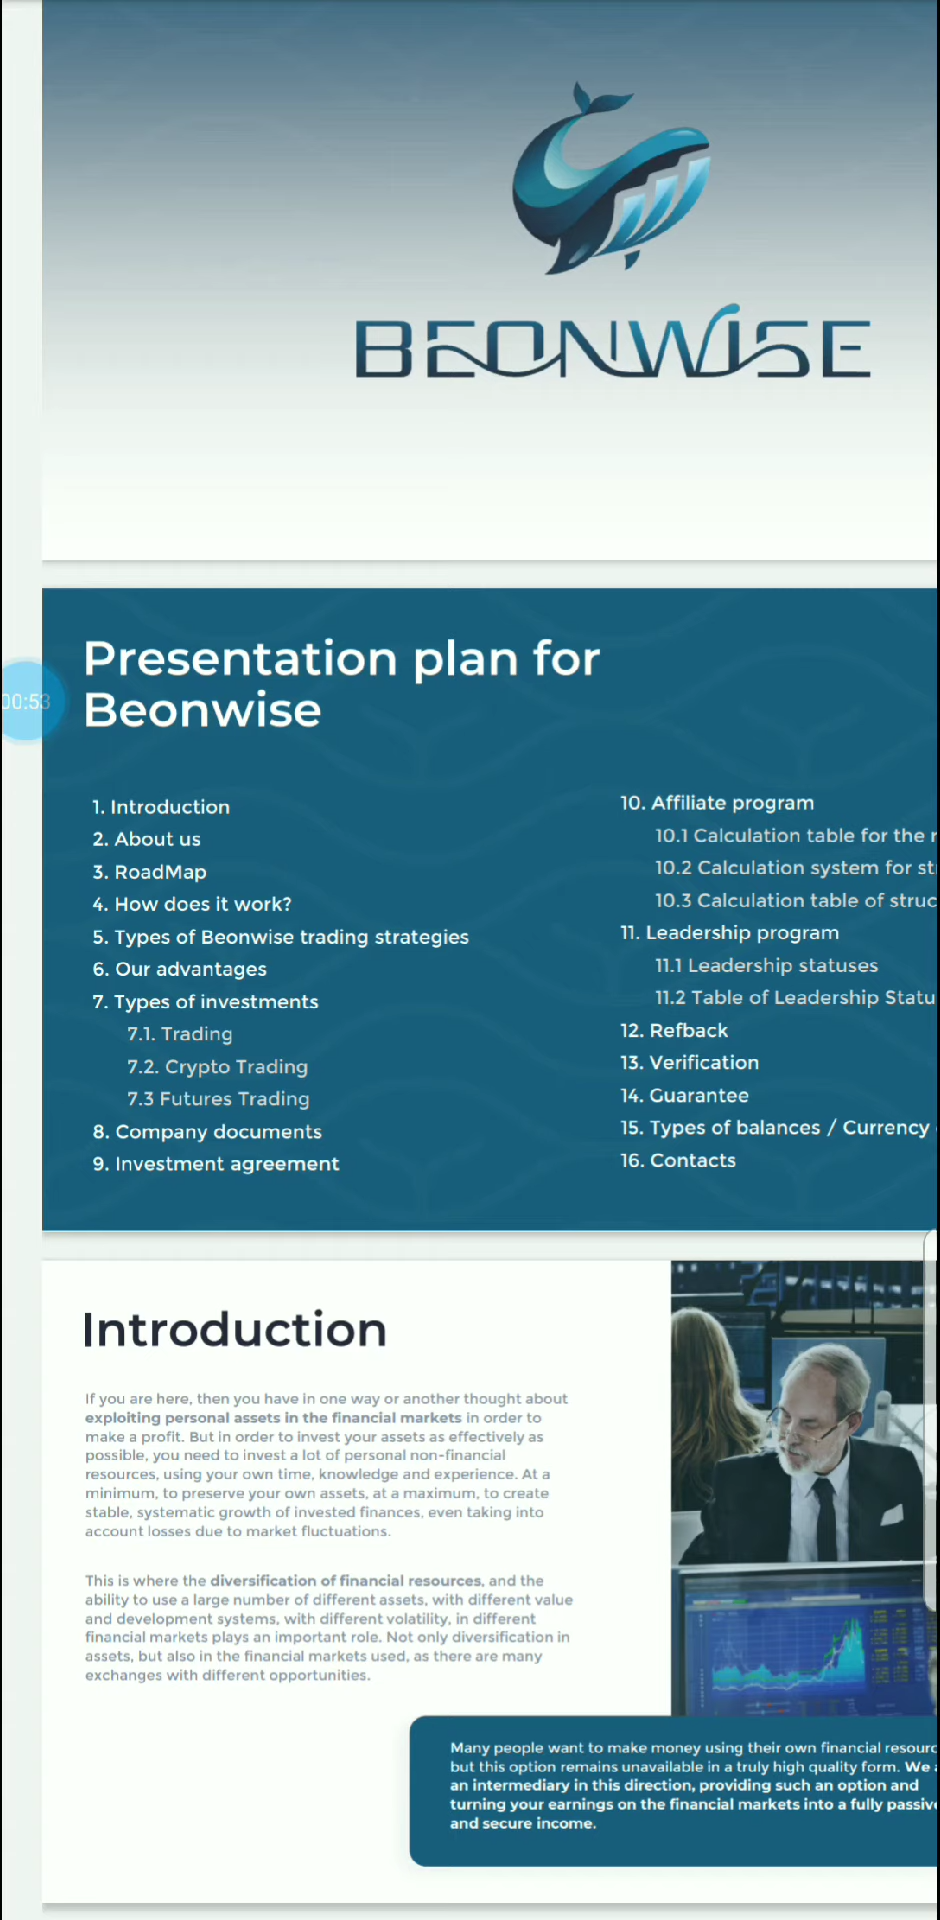 BEONWISE
Presentation plan for
Beonwise
00:53
1. Introduction
2. About us
3. RoadMap
4. How does it work?
5. Types of Beonwise trading strategies
6. Our advantages
7. Types of investments
7.1. Trading
7.2. Crypto Trading
7.3 Futures Trading
8. Company documents
9. Investment agreement
10. Affiliate program
10.1 Calculation table for the
10.2 Calculation system for
10.3 Calculation table of
11. Leadership program
11.1 Leadership statuses
11.2 Table of Leadership
12. Refback
13. Verification
14. Guarantee
15. Types of balances / Currency
16. Contacts
Introduction
If you are here, then you have in one way or another thought about
exploiting personal assets in the financial markets in order to
make a profit. But in order to invest your assets as effectively as
possible, you need to invest a lot of personal non-financial
resources, using your own time, knowledge and experience. At a
minimum, to preserve your own assets, at a maximum, to create
stable, systematic growth of invested finances, even taking into
account losses due to market fluctuations.
This is where the diversification of financial resources, and the
ability to use a large number of different assets, with different value
and development systems, with different volatility, in different
financial markets plays an important role. Not only diversification in
assets, but also in the financial markets used, as there are many
exchanges with different opportunities.
Many people want to make money using their own financial
but this option remains unavailable in a truly high quality form. We
an intermediary in this direction, providing such an option and
turning your earnings on the financial markets into a fully
and secure income.